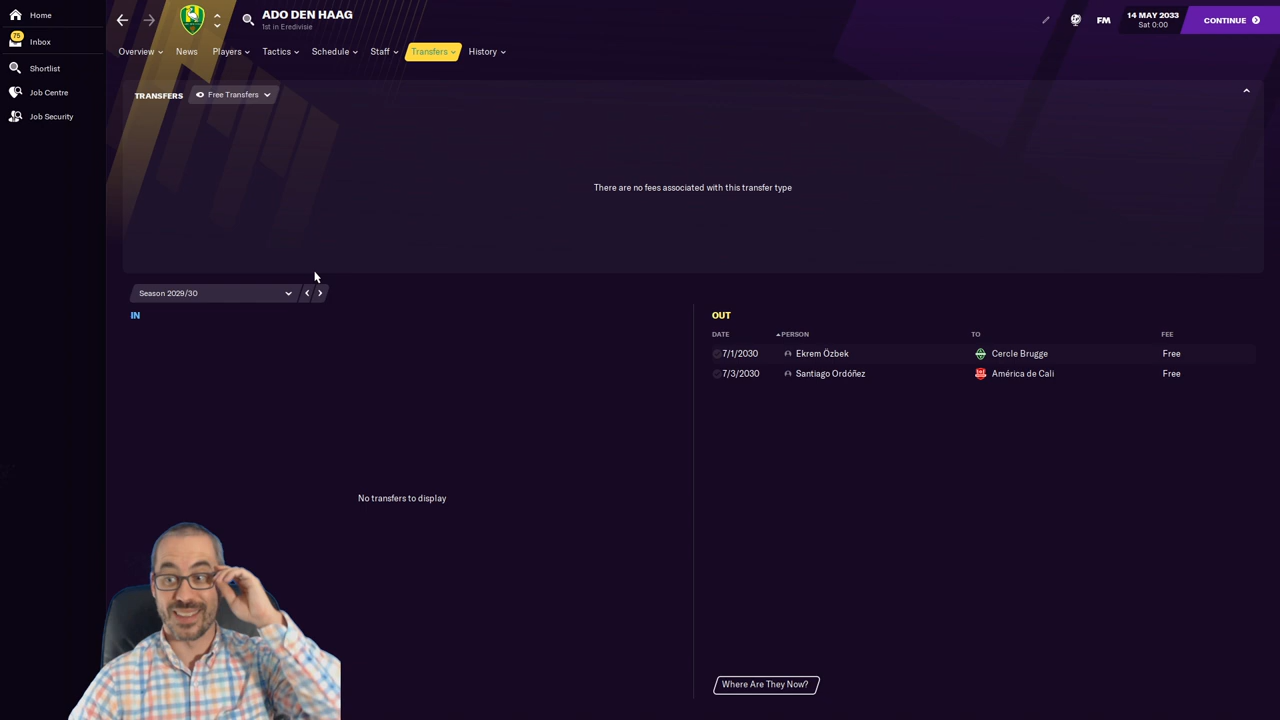 Home
75
Inbox
Shortlist
Job Centre
Job Security
ADO DEN HAAG
1st in Eredivisie
FM
14 MAY 2033
Sat 0:00
CONTINUE
Overview
News
Players
Tactics
Schedule
Staff
Transfers
History
TRANSFERS
Free Transfers
There are no fees associated with this transfer type
Season 2029/30
IN
No transfers to display
OUT
DATE PERSON TO FEE
7/1/2030 Ekrem Özbek Cercle Brugge Free
7/3/2030 Santiago Ordóñez América de Cali Free
Where Are They Now?